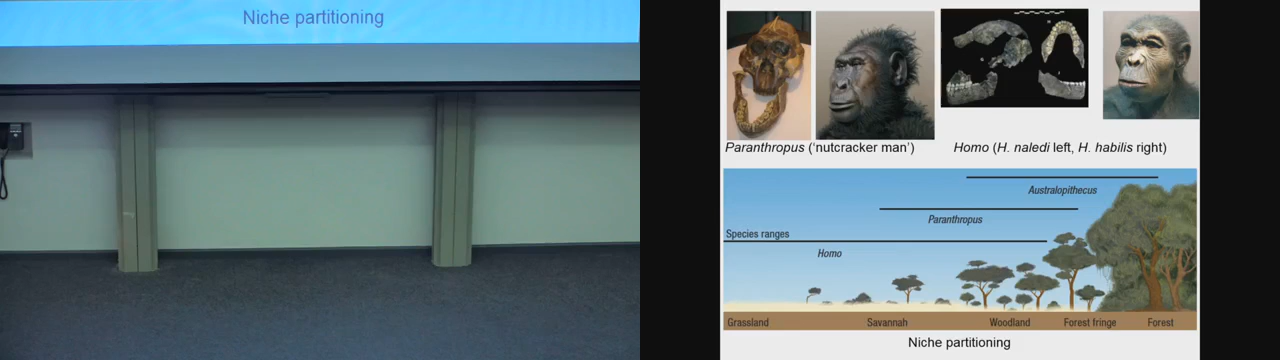 Niche partitioning
Paranthropus (‘nutcracker man’)
Homo (H. naledi left, H. habilis right)
Australopithecus
Paranthropus
Species ranges
Homo
Grassland
Savannah
Woodland
Forest fringe
Forest
Niche partitioning